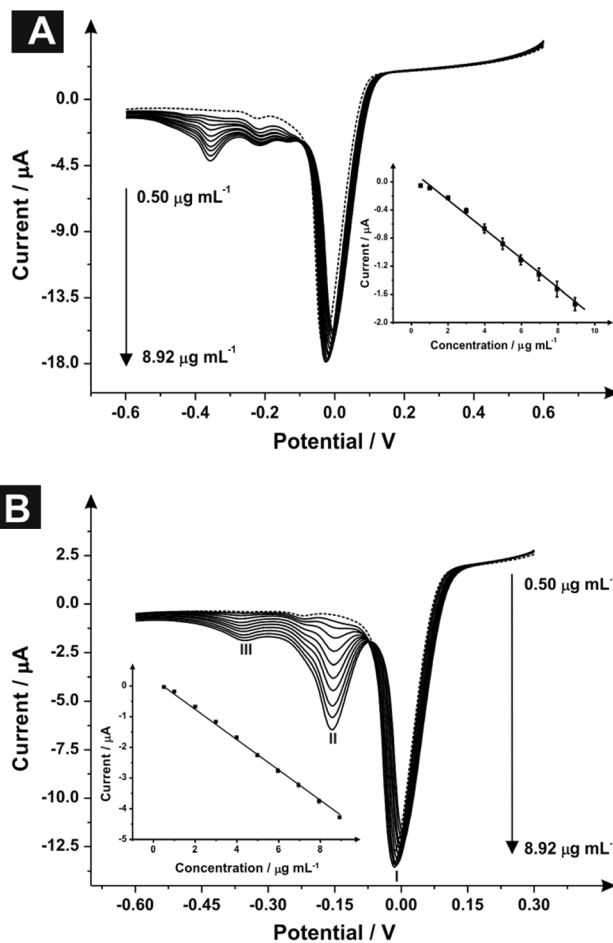 A
0.0
-4.5
-9.0
-13.5
-18.0
Current / μA
0.50 μg mL-1
8.92 μg mL-1
-0.6
-0.4
-0.2
0.0
0.2
0.4
0.6
Potential / V
0.0
-0.4
-0.8
-1.2
-1.6
-2.0
Current / μA
0
2
4
6
8
10
Concentration / μg mL-1
B
2.5
0.0
-2.5
-5.0
-7.5
-10.0
-12.5
Current / μA
0.50 μg mL-
8.92 μg mL-
III
II
I
0
-1
-2
-3
-4
-5
Current / μA
0
2
4
6
8
Concentration / μg mL-1
-0.60
-0.45
-0.30
-0.15
0.00
0.15
0.30
Potential / V